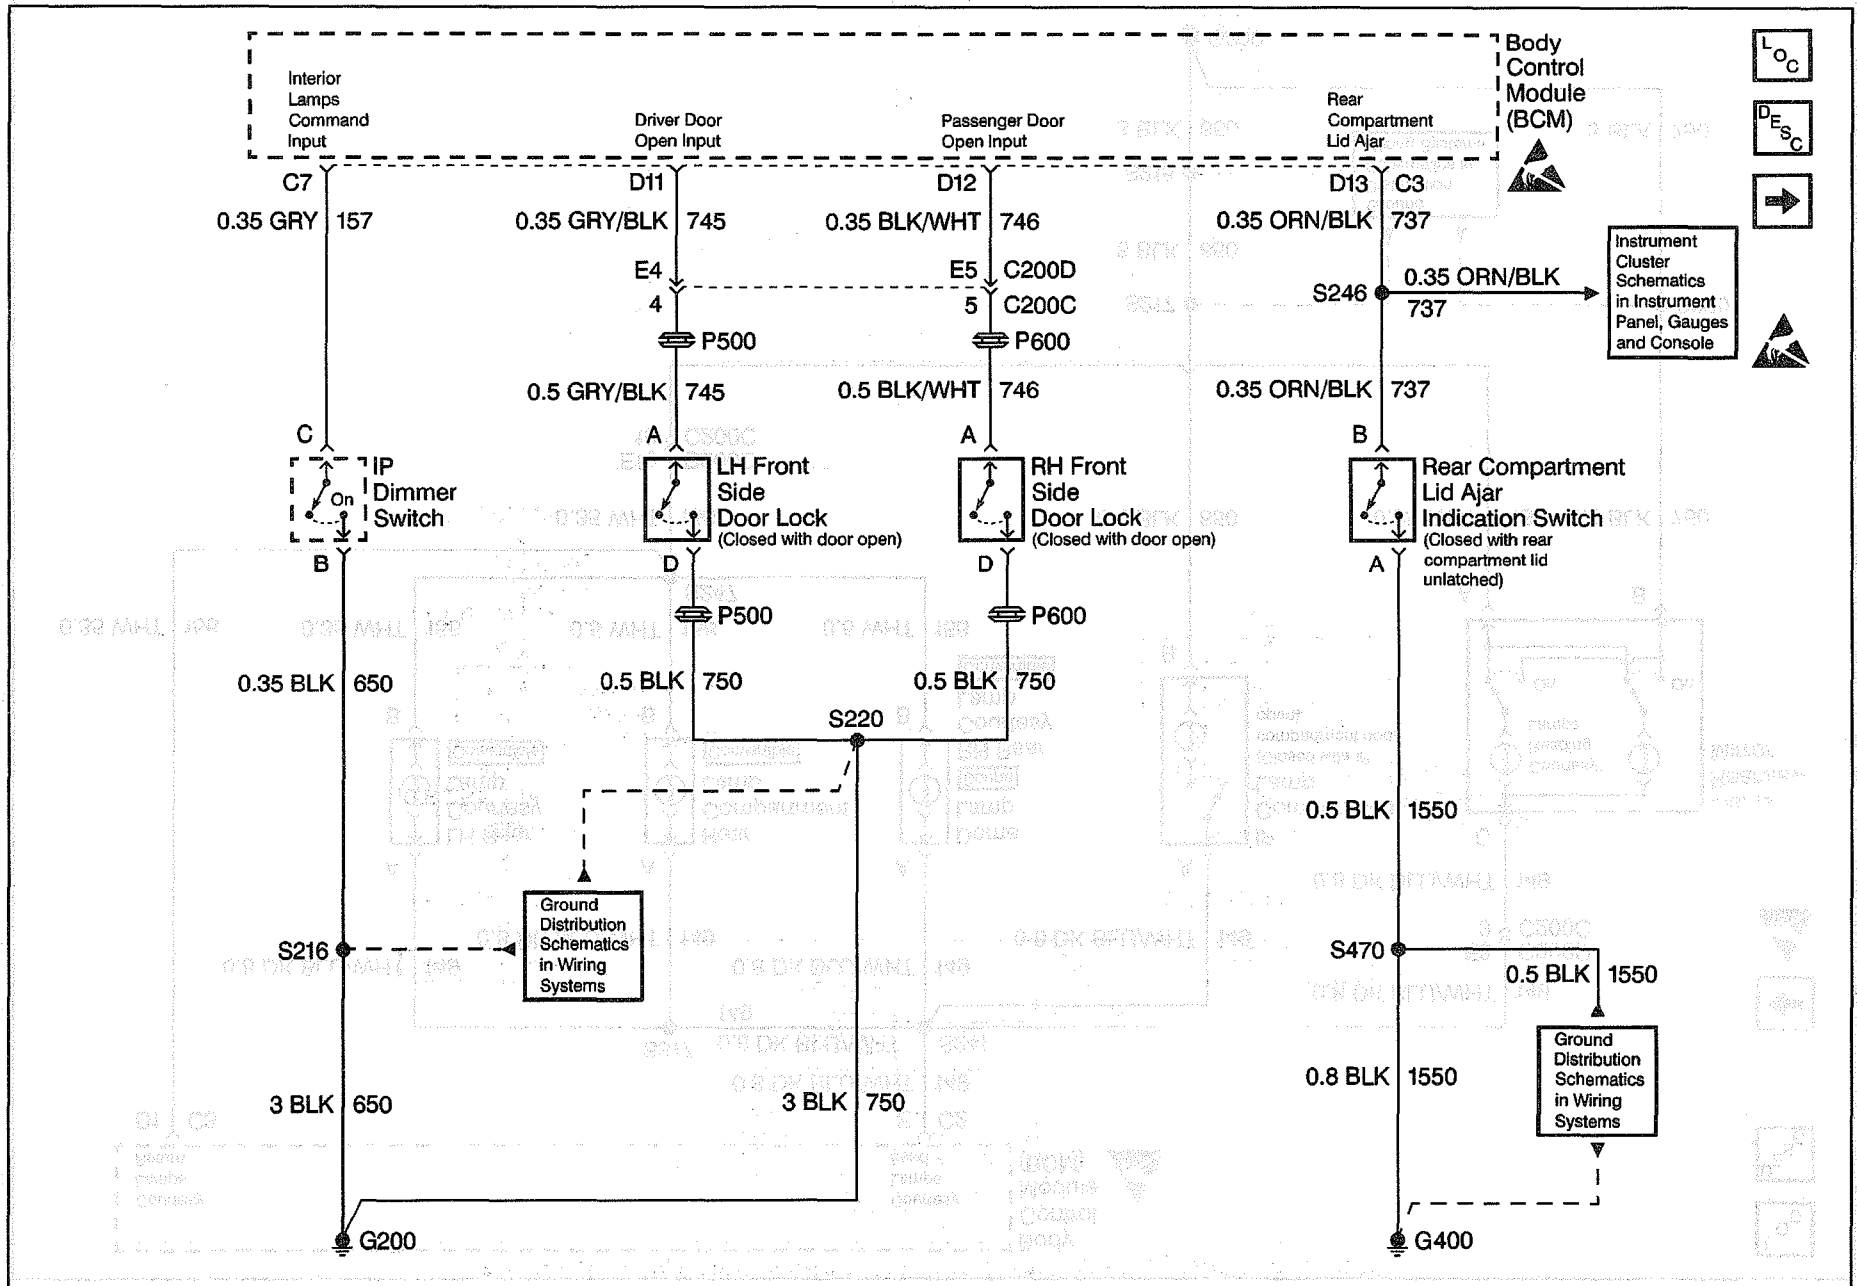 Interior
Lamps
Command
Input
Driver Door
Open Input
Passenger Door
Open Input
Rear
Compartment
Lid Ajar
Body
Control
Module
(BCM)
LOC
DESC
C7
D11
D12
D13 C3
0.35 GRY 157
0.35 GRY/BLK 745
0.35 BLK/WHT 746
0.35 ORN/BLK 737
E4
E5 C200D
4
5 C200C
S246
0.35 ORN/BLK
737
Instrument
Cluster
Schematics
in Instrument
Panel, Gauges
and Console
P500
P600
0.5 GRY/BLK 745
0.5 BLK/WHT 746
0.35 ORN/BLK 737
C
A
A
B
On
IP
Dimmer
Switch
LH Front
Side
Door Lock
(Closed with door open)
RH Front
Side
Door Lock
(Closed with door open)
Rear Compartment
Lid Ajar
Indication Switch
(Closed with rear
compartment lid
unlatched)
B
D
D
A
P500
P600
0.35 BLK 650
0.5 BLK 750
0.5 BLK 750
S220
0.5 BLK 1550
Ground
Distribution
Schematics
in Wiring
Systems
S216
S470
0.5 BLK 1550
Ground
Distribution
Schematics
in Wiring
Systems
3 BLK 650
3 BLK 750
0.8 BLK 1550
G200
G400